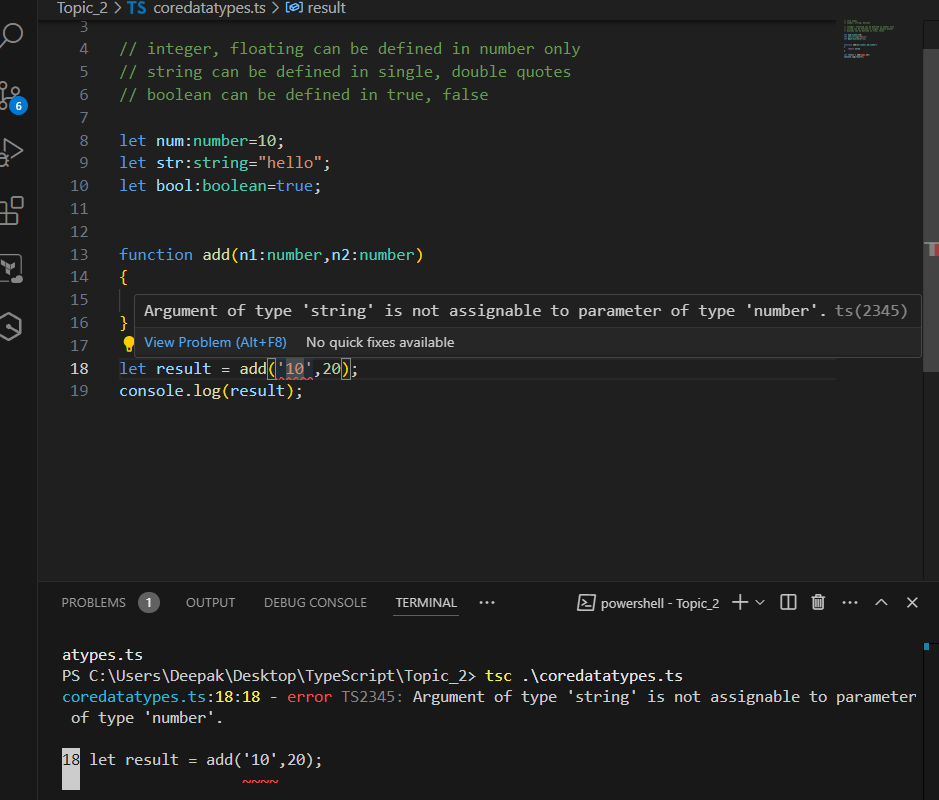 Topic_2 > TS coredatatypes.ts > result
3
4 // integer, floating can be defined in number only
5 // string can be defined in single, double quotes
6 // boolean can be defined in true, false
6
7
8 let num:number=10;
9 let str:string="hello";
10 let bool:boolean=true;
11
12
13 function add(n1:number,n2:number)
14 {
15
Argument of type 'string' is not assignable to parameter of type 'number'. ts(2345)
16 }
View Problem (Alt+F8) No quick fixes available
17
18 let result = add('10',20);
19 console.log(result);
PROBLEMS 1 OUTPUT DEBUG CONSOLE TERMINAL ... powershell - Topic_2
atypes.ts
PS C:\Users\Deepak\Desktop\TypeScript\Topic_2> tsc .\coredatatypes.ts
coredatatypes.ts:18:18 - error TS2345: Argument of type 'string' is not assignable to parameter
of type 'number'.
18 let result = add('10',20);
~~~~